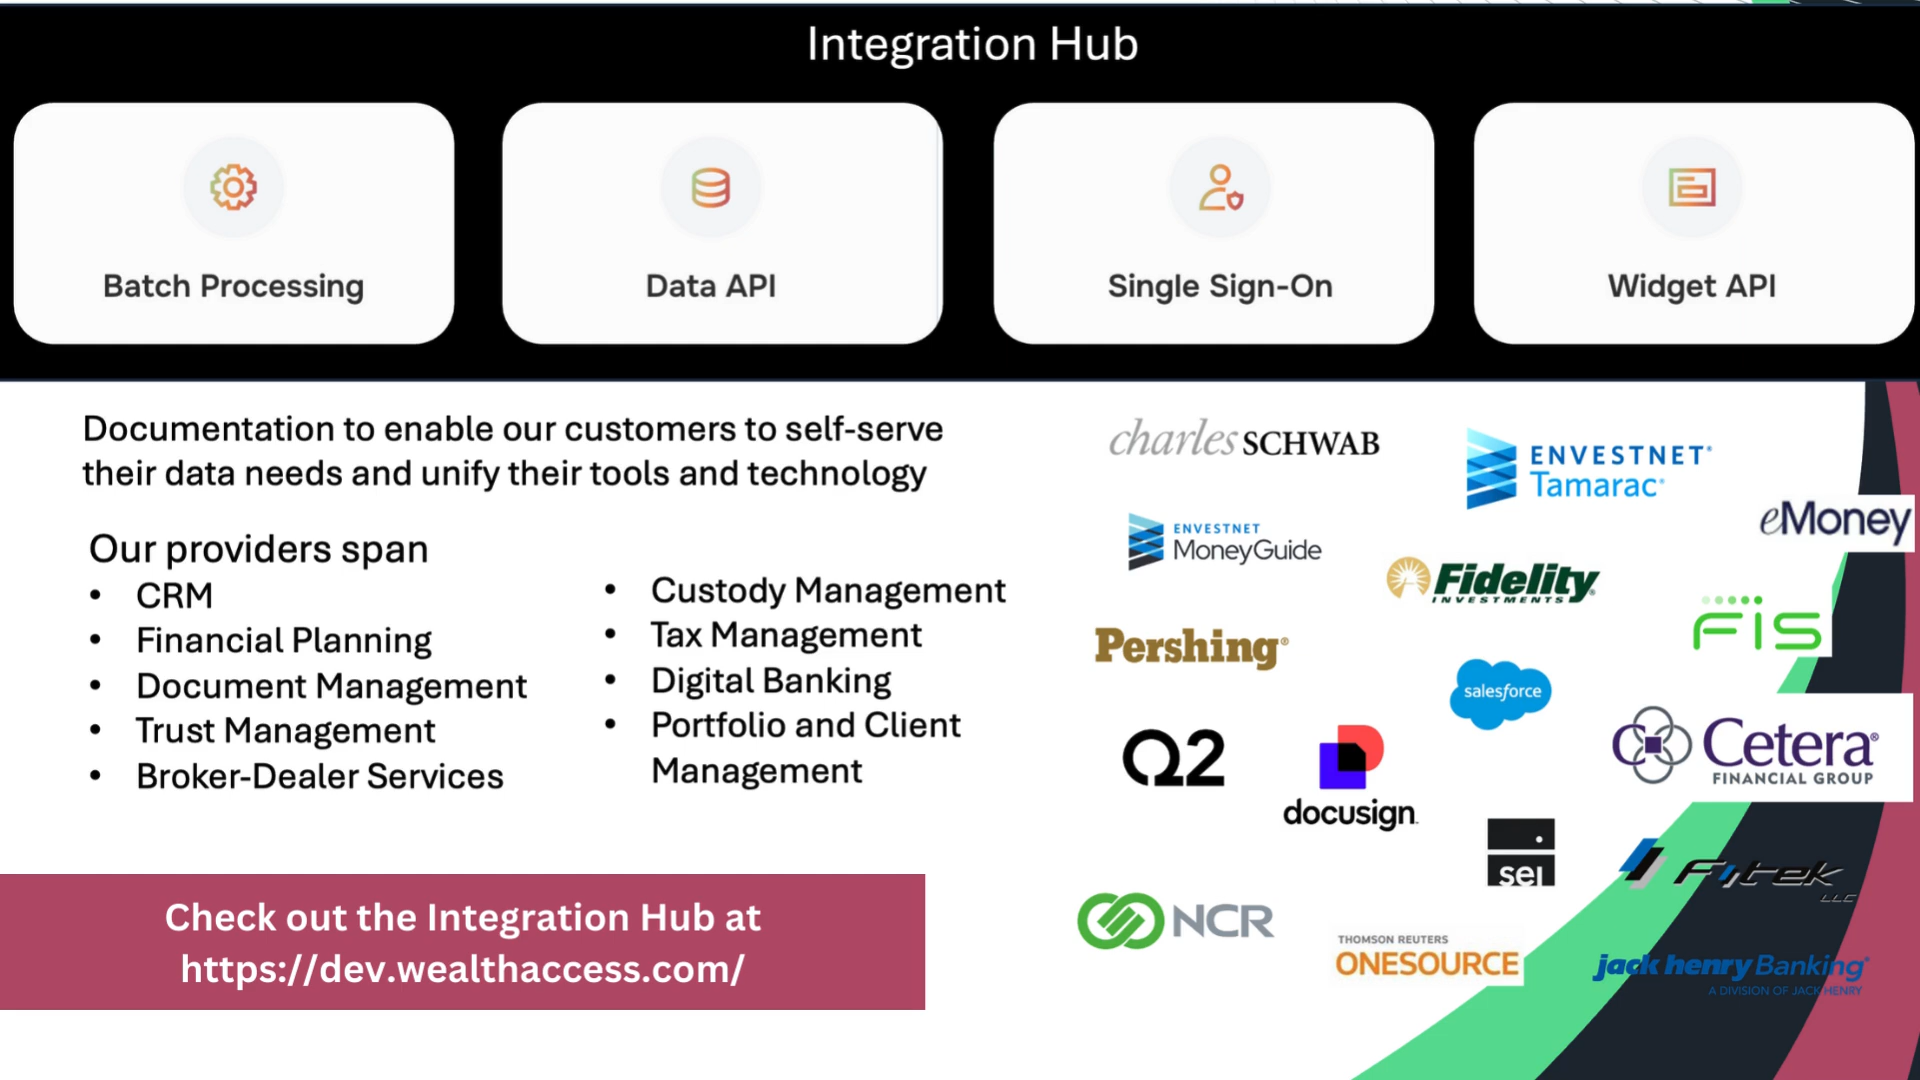 Integration Hub
Batch Processing
Data API
Single Sign-On
Widget API
Documentation to enable our customers to self-serve
their data needs and unify their tools and technology
Our providers span
• CRM
• Financial Planning
• Document Management
• Trust Management
• Broker-Dealer Services
• Custody Management
• Tax Management
• Digital Banking
• Portfolio and Client
Management
Check out the Integration Hub at
https://dev.wealthaccess.com/
charles SCHWAB
ENVESTNET®
Tamarac®
eMoney
ENVESTNET
MoneyGuide
Fidelity
INVESTMENTS
FIS
Pershing®
salesforce
Cetera®
FINANCIAL GROUP
Q2
docusign
sei
Fitek
LLC
NCR
THOMSON REUTERS
ONESOURCE
jack henry Banking®
A DIVISION OF JACK HENRY